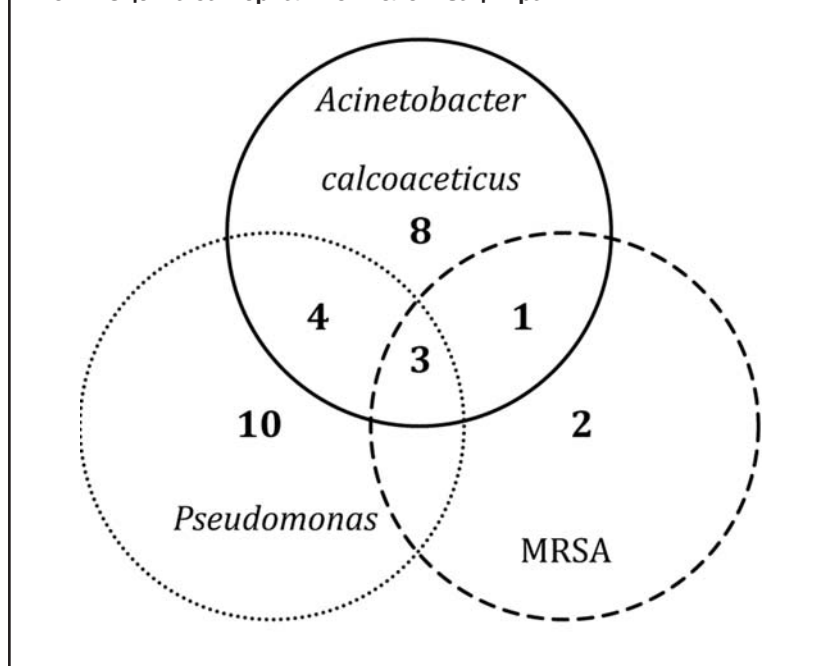 Acinetobacter
calcoaceticus
8
4
1
3
10
2
Pseudomonas
MRSA